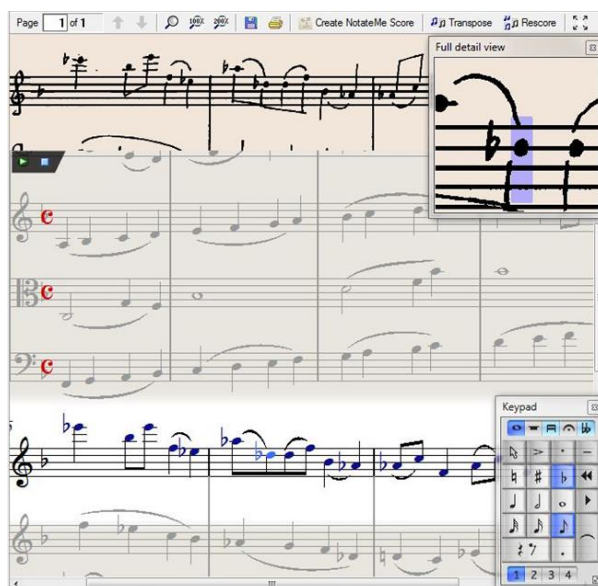 Page 1 of 1 100% 200% Create NotateMe Score Transpose Rescore
Full detail view
Keypad
1 2 3 4